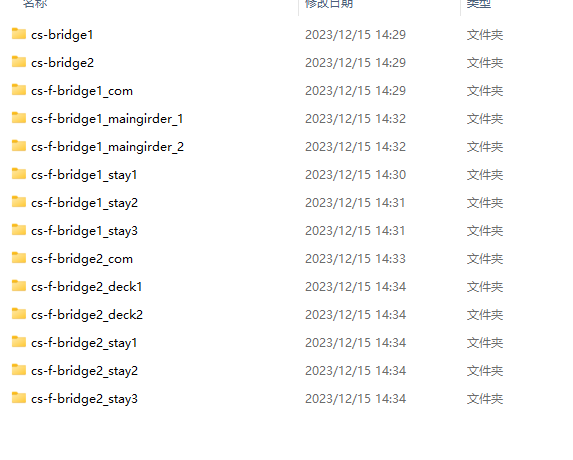 名称 修改日期 类型
cs-bridge1 2023/12/15 14:29 文件夹
cs-bridge2 2023/12/15 14:29 文件夹
cs-f-bridge1_com 2023/12/15 14:29 文件夹
cs-f-bridge1_maingirder_1 2023/12/15 14:32 文件夹
cs-f-bridge1_maingirder_2 2023/12/15 14:32 文件夹
cs-f-bridge1_stay1 2023/12/15 14:30 文件夹
cs-f-bridge1_stay2 2023/12/15 14:31 文件夹
cs-f-bridge1_stay3 2023/12/15 14:31 文件夹
cs-f-bridge2_com 2023/12/15 14:33 文件夹
cs-f-bridge2_deck1 2023/12/15 14:34 文件夹
cs-f-bridge2_deck2 2023/12/15 14:34 文件夹
cs-f-bridge2_stay1 2023/12/15 14:34 文件夹
cs-f-bridge2_stay2 2023/12/15 14:34 文件夹
cs-f-bridge2_stay3 2023/12/15 14:34 文件夹